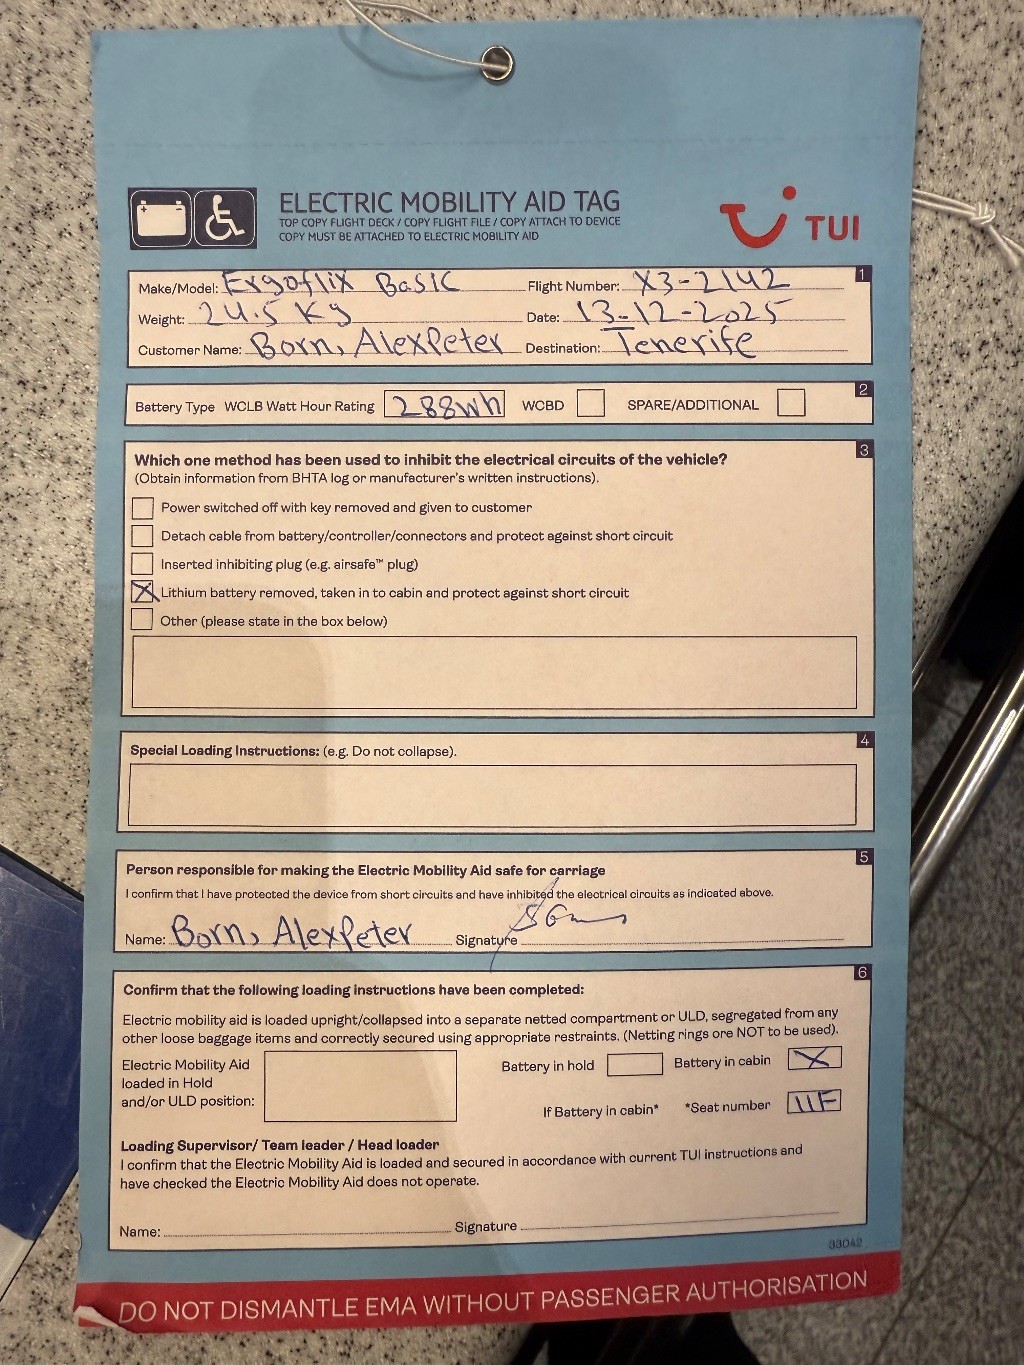 ELECTRIC MOBILITY AID TAG
TOP COPY FLIGHT DECK / COPY FLIGHT FILE / COPY ATTACH TO DEVICE
COPY MUST BE ATTACHED TO ELECTRIC MOBILITY AID
TUI
1
Make/Model: Ergoflix Basic Flight Number: X3-2142
Weight: 24.5 Kg Date: 13-12-2025
Customer Name: Born, AlexPeter Destination: Tenerife
2
Battery Type WCLB Watt Hour Rating 288wh WCBD SPARE/ADDITIONAL
3
Which one method has been used to inhibit the electrical circuits of the vehicle?
(Obtain information from BHTA log or manufacturer's written instructions).
Power switched off with key removed and given to customer
Detach cable from battery/controller/connectors and protect against short circuit
Inserted inhibiting plug (e.g. airsafe™ plug)
X Lithium battery removed, taken in to cabin and protect against short circuit
Other (please state in the box below)
4
Special Loading Instructions: (e.g. Do not collapse).
5
Person responsible for making the Electric Mobility Aid safe for carriage
I confirm that I have protected the device from short circuits and have inhibited the electrical circuits as indicated above.
Name: Born, AlexPeter Signature
6
Confirm that the following loading instructions have been completed:
Electric mobility aid is loaded upright/collapsed into a separate netted compartment or ULD, segregated from any
other loose baggage items and correctly secured using appropriate restraints. (Netting rings are NOT to be used).
Electric Mobility Aid
loaded in Hold
and/or ULD position:
Battery in hold Battery in cabin X
If Battery in cabin* *Seat number 11F
Loading Supervisor/ Team leader / Head loader
I confirm that the Electric Mobility Aid is loaded and secured in accordance with current TUI instructions and
have checked the Electric Mobility Aid does not operate.
Name: Signature
33042
DO NOT DISMANTLE EMA WITHOUT PASSENGER AUTHORISATION